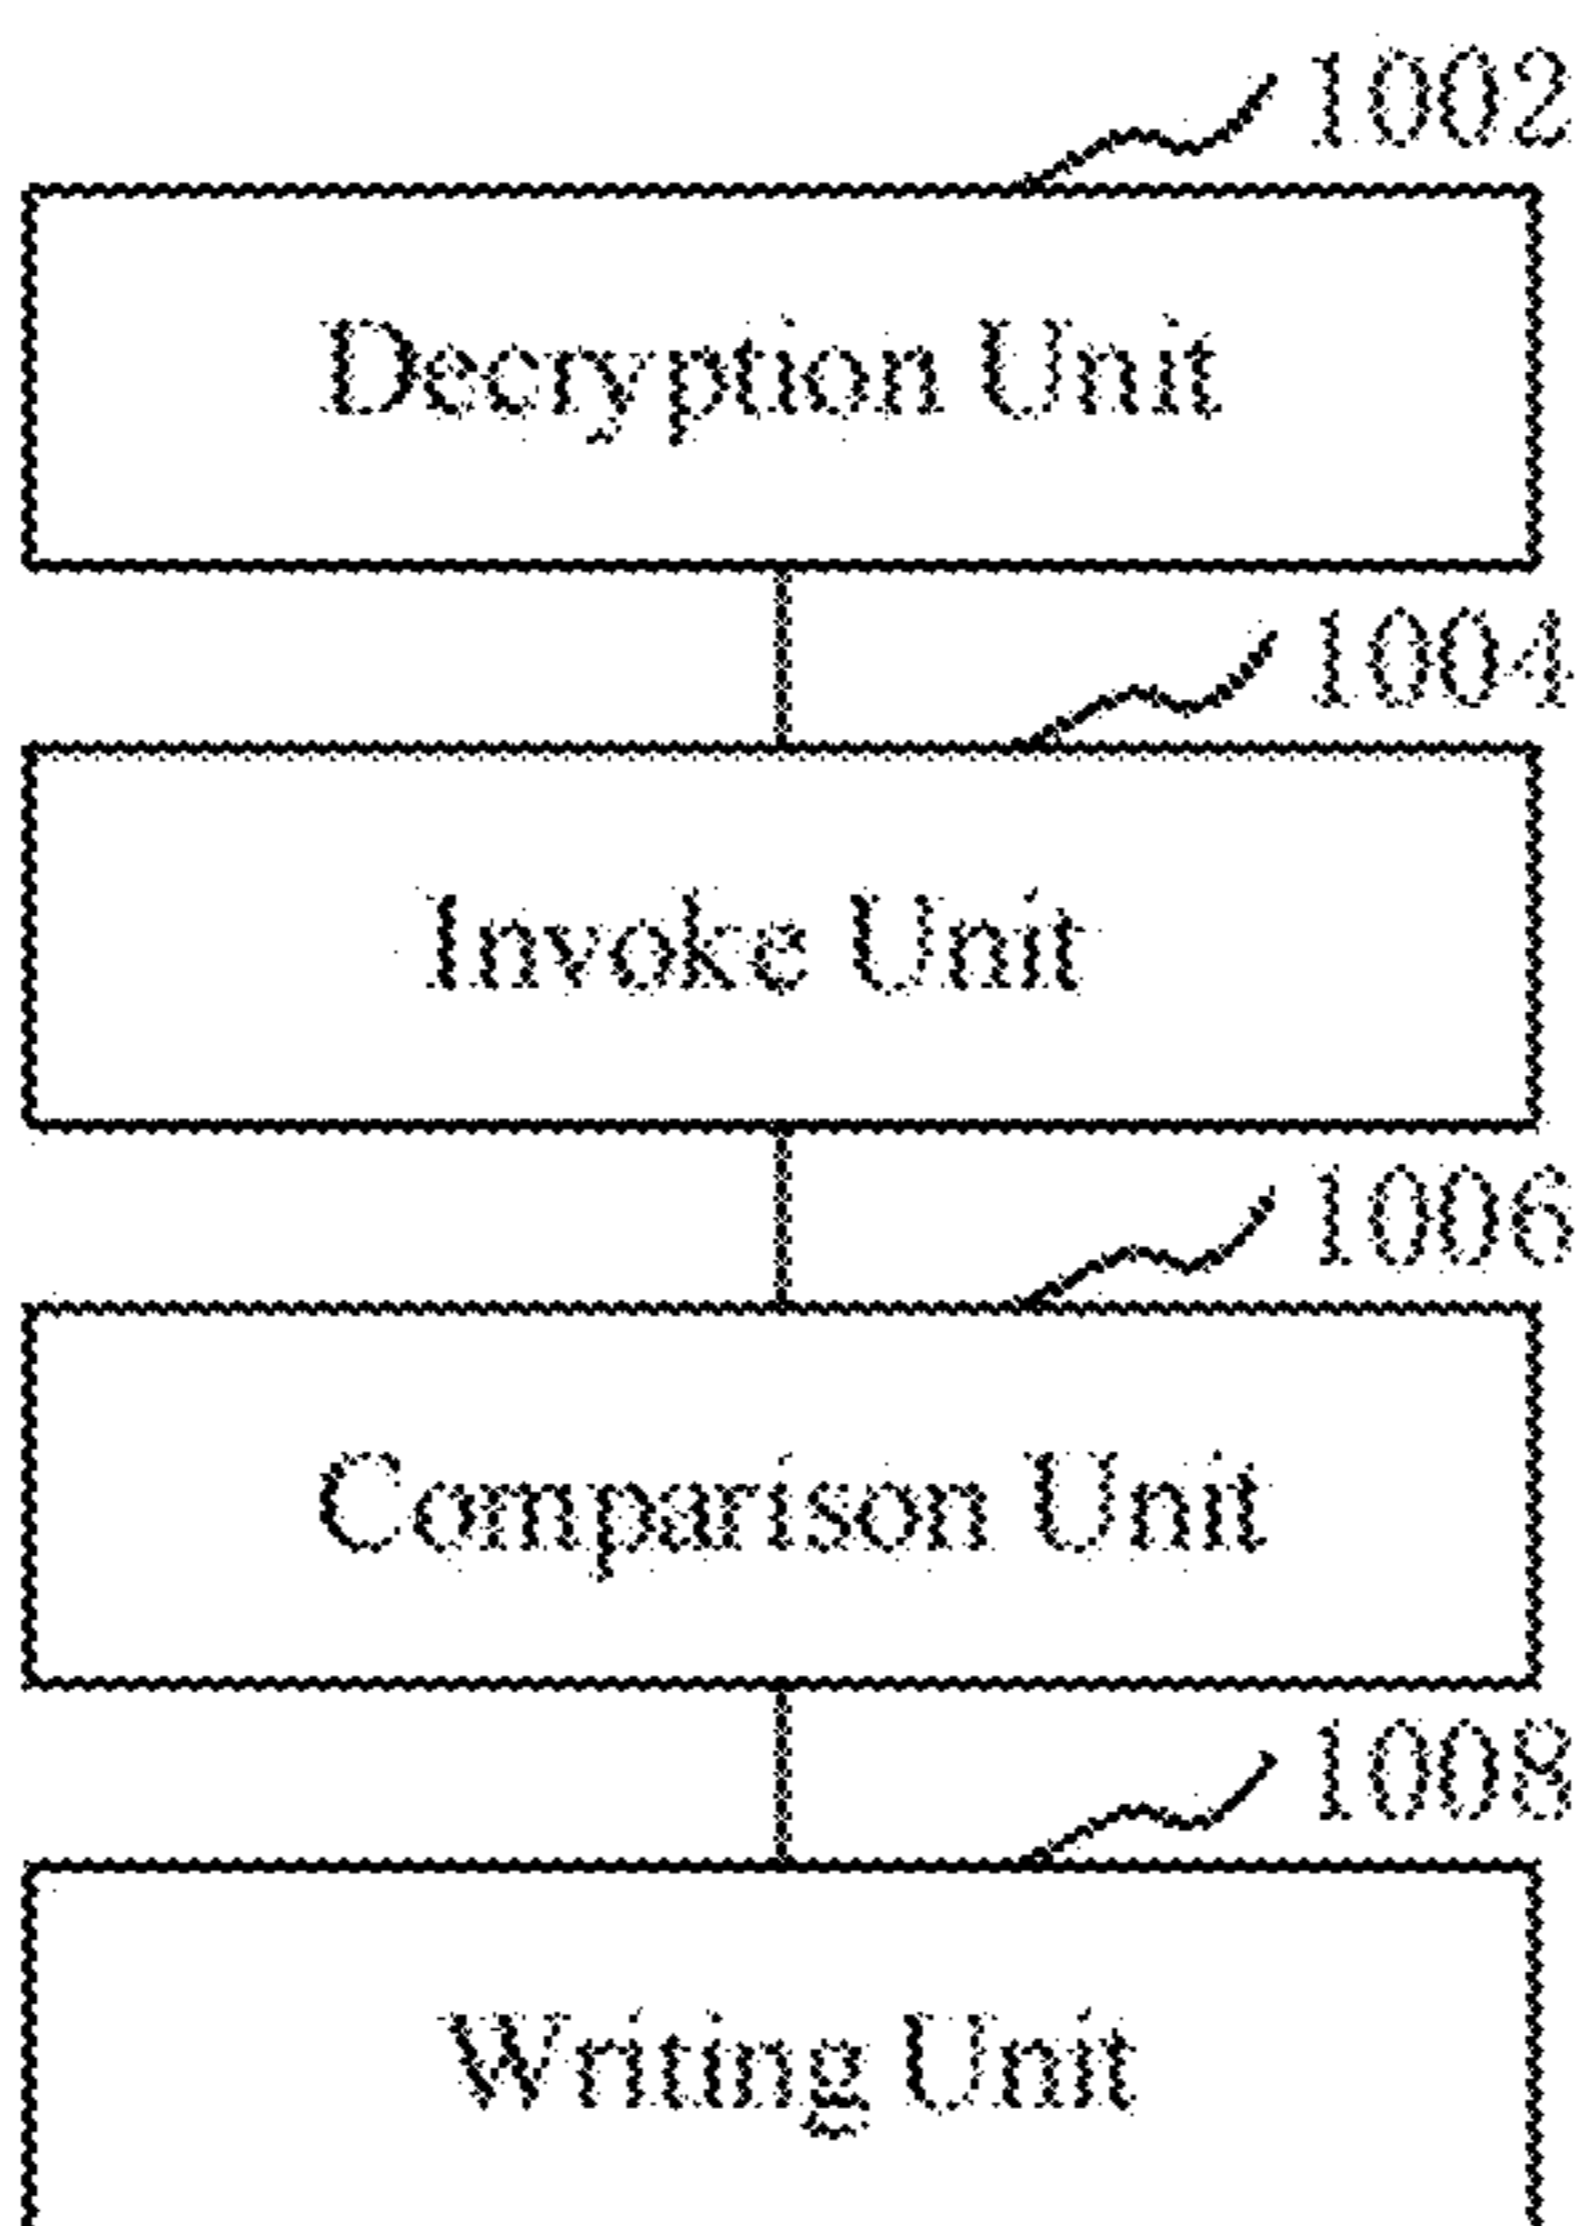 1002
Decryption Unit
1004
Invoke Unit
1006
Comparison Unit
1008
Writing Unit